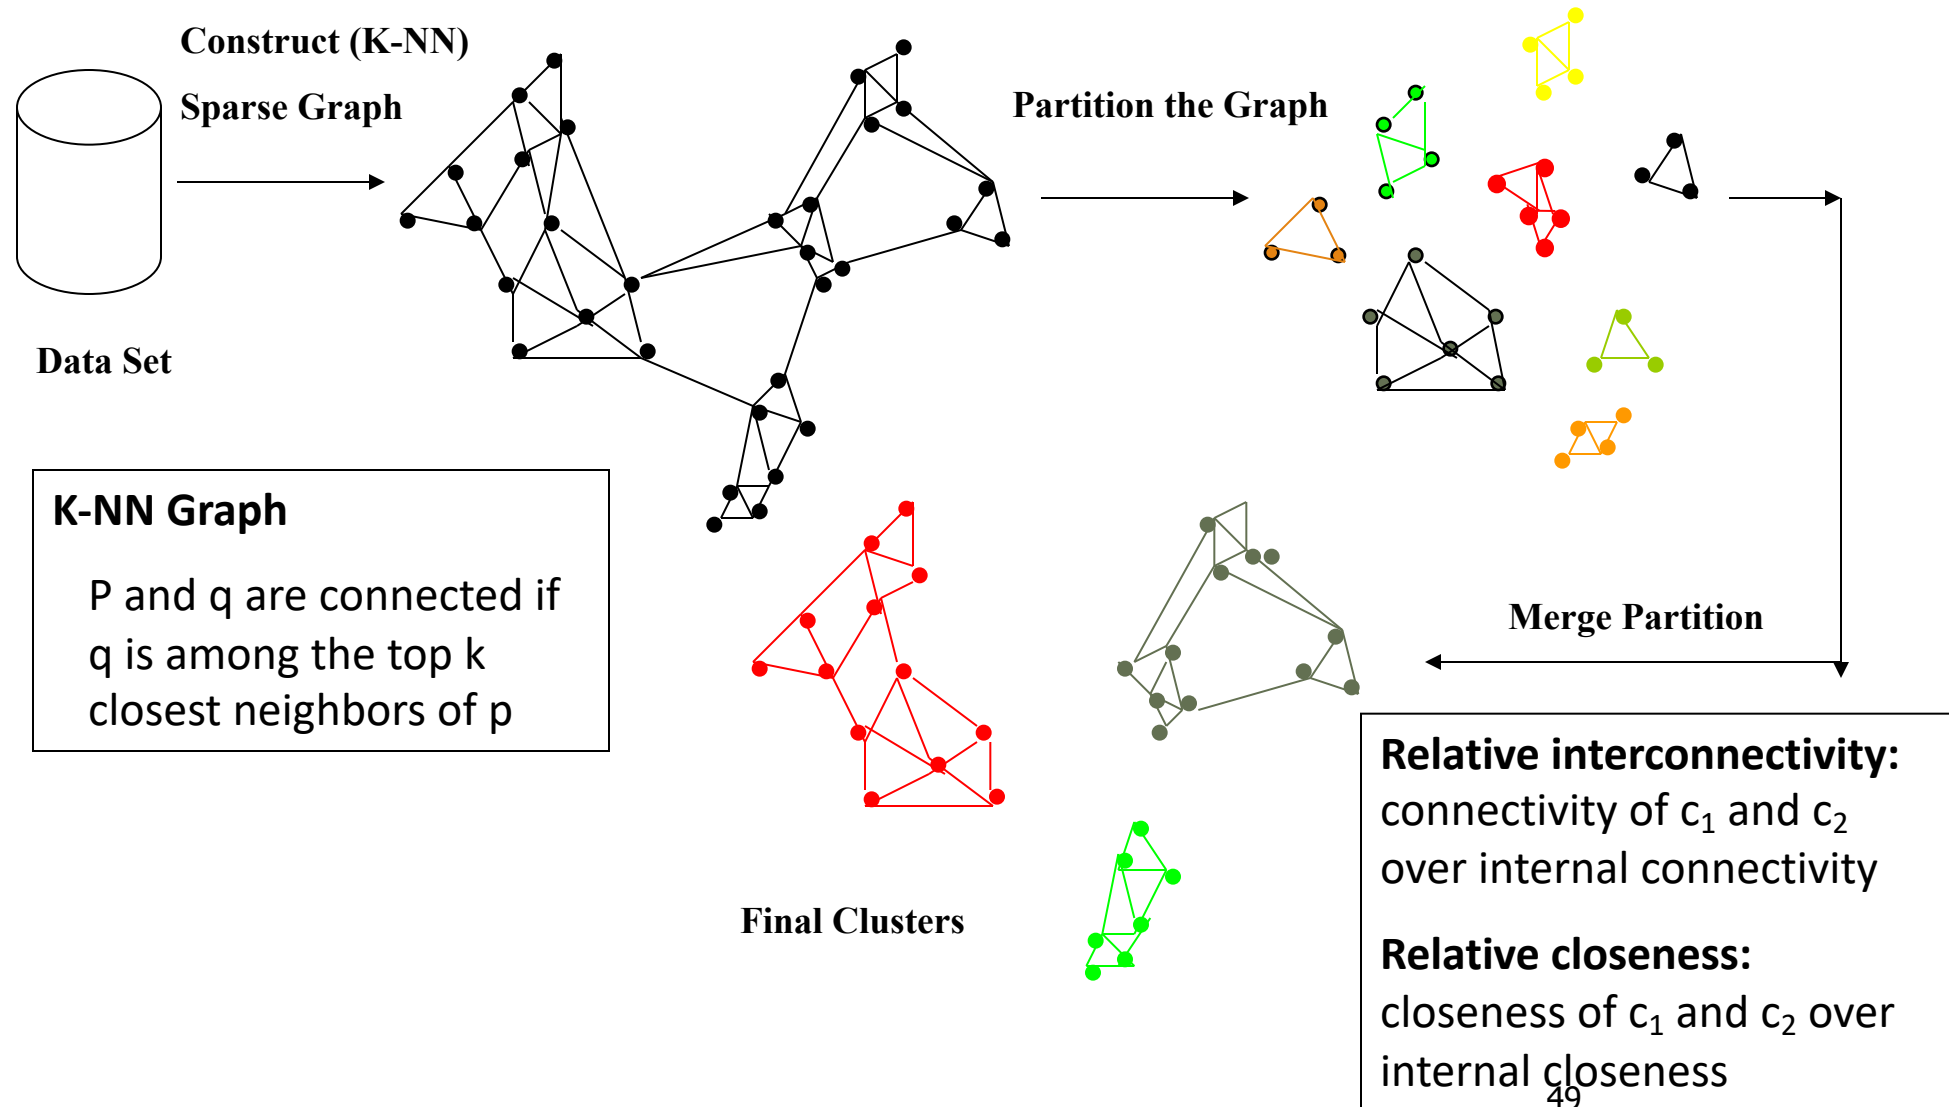 Construct (K-NN)
Sparse Graph
Data Set
Partition the Graph
K-NN Graph
P and q are connected if
q is among the top k
closest neighbors of p
Merge Partition
Final Clusters
Relative interconnectivity:
connectivity of c₁ and c₂
over internal connectivity
Relative closeness:
closeness of c₁ and c₂ over
internal closeness
49